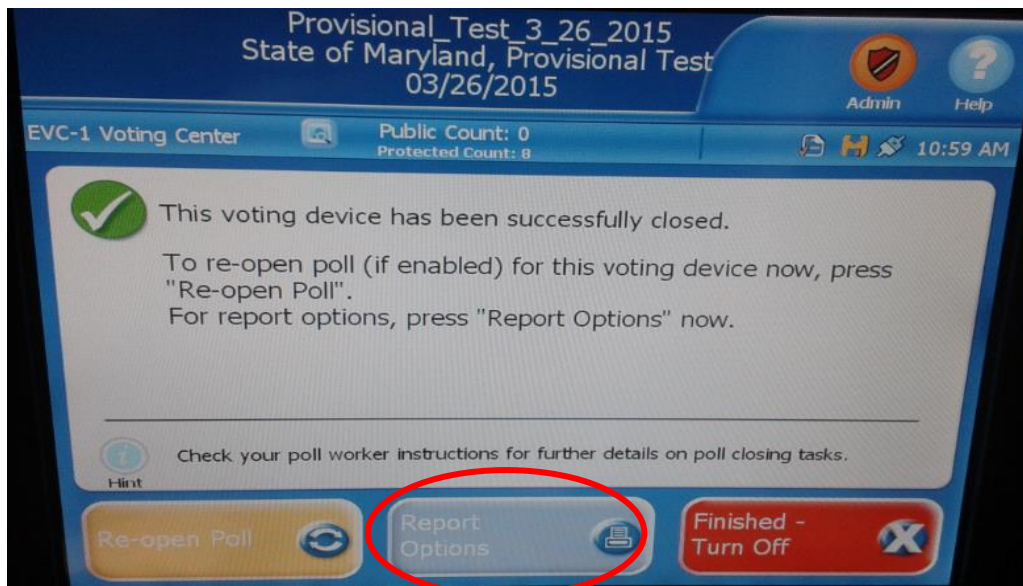 Provisional_Test_3_26_2015
State of Maryland, Provisional Test
03/26/2015
Admin
Help
EVC-1 Voting Center
Public Count: 0
Protected Count: 8
10:59 AM
This voting device has been successfully closed.
To re-open poll (if enabled) for this voting device now, press
"Re-open Poll".
For report options, press "Report Options" now.
Check your poll worker instructions for further details on poll closing tasks.
Hint
Re-open Poll
Report
Options
Finished -
Turn Off